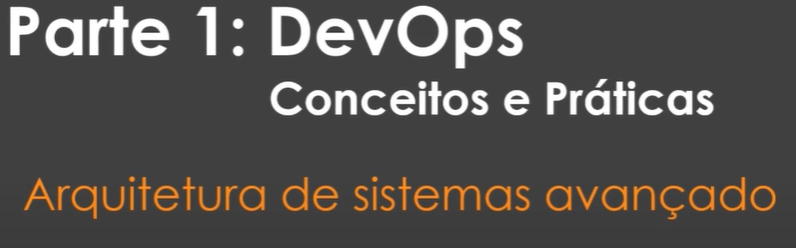 Parte 1: DevOps
Conceitos e Práticas
Arquitetura de sistemas avançado